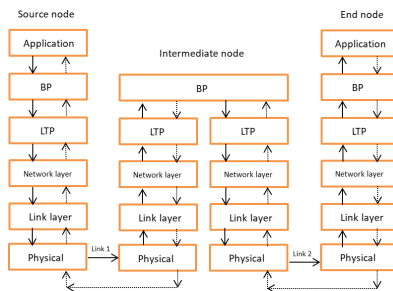 Source node
End node
Intermediate node
Application
BP
LTP
Network layer
Link layer
Physical
Link 1
BP
LTP
Network layer
Link layer
Physical
LTP
Network layer
Link layer
Physical
Link 2
Application
BP
LTP
Network layer
Link layer
Physical